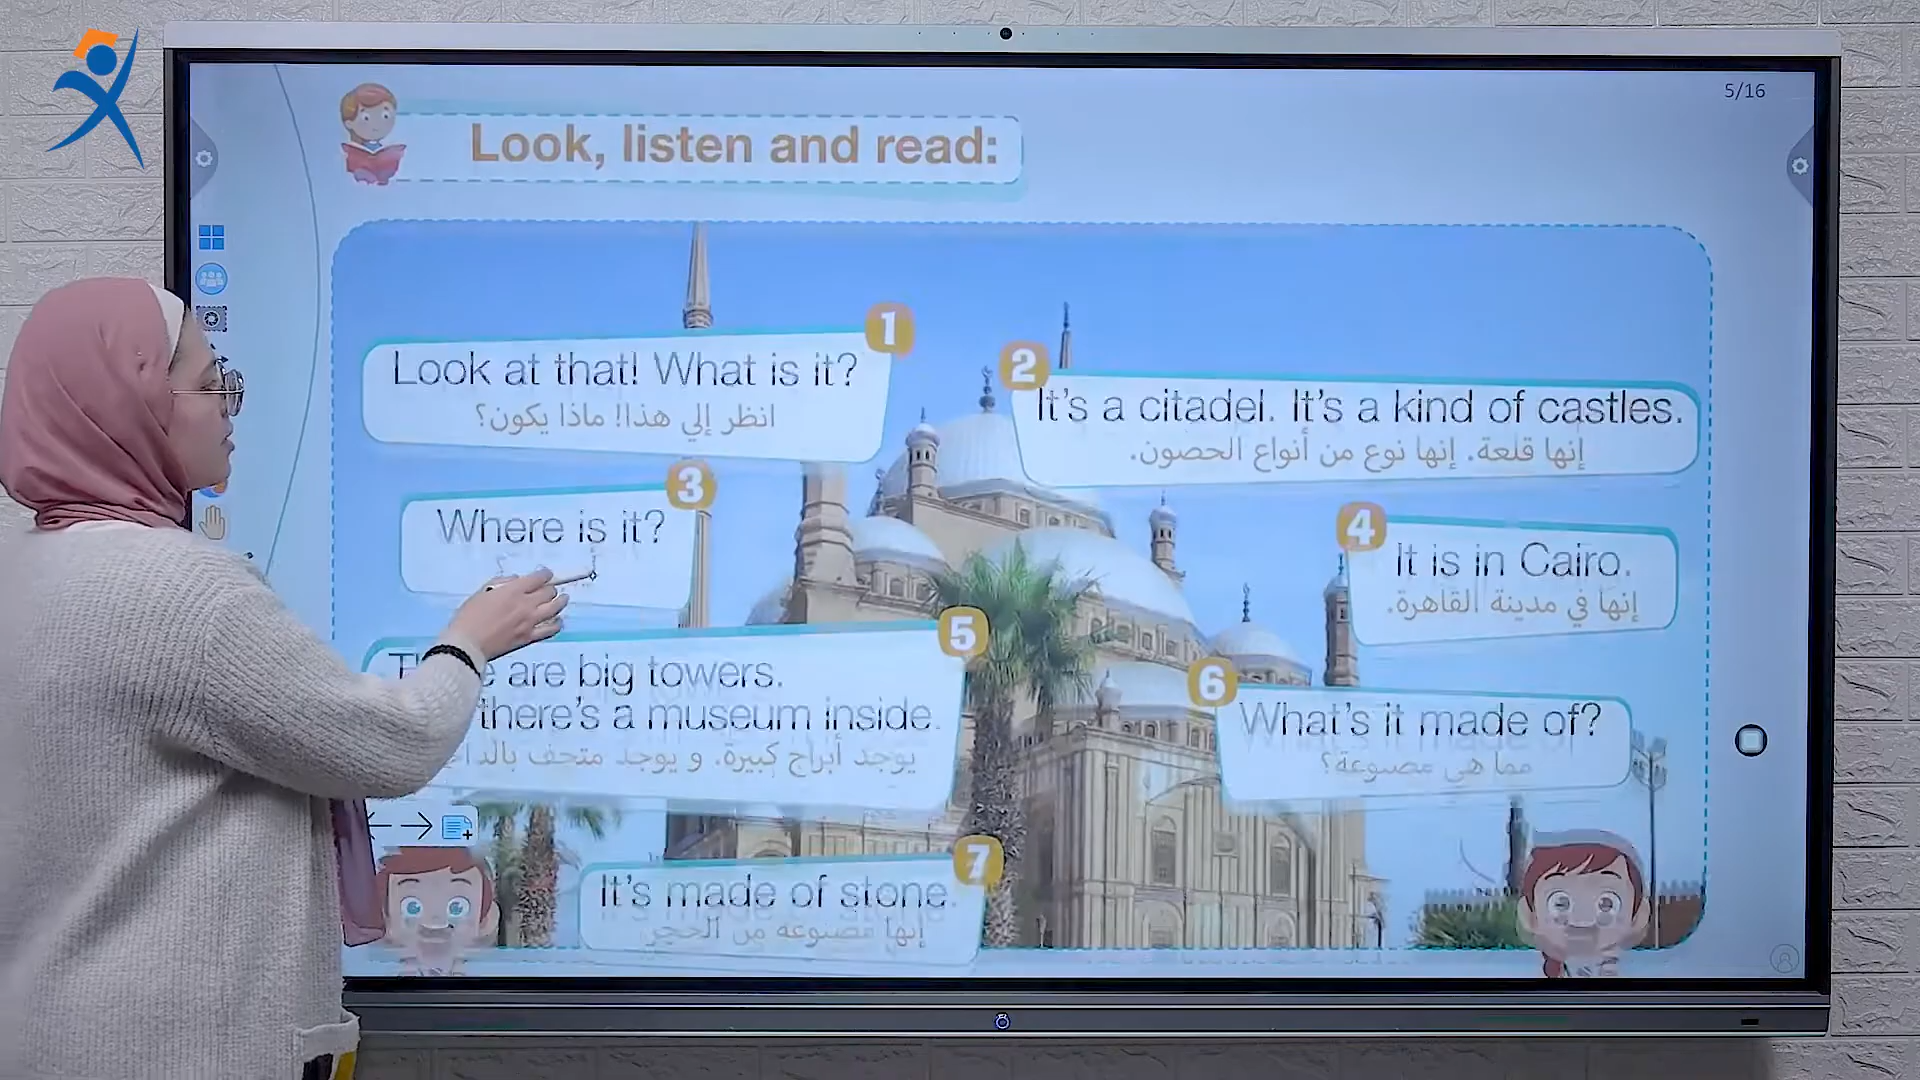 5/16
Look, listen and read:
1
Look at that! What is it?
انظر إلي هذا! ماذا يكون؟
2
It's a citadel. It's a kind of castles.
إنها قلعة. إنها نوع من أنواع الحصون.
3
Where is it?
4
It is in Cairo.
إنها في مدينة القاهرة.
5
are big towers.
there's a museum inside.
يوجد أبراج كبيرة. و يوجد متحف
6
What's it made of?
مما هي مصنوعة؟
7
It's made of stone.
إنها مصنوعة من الحجر.